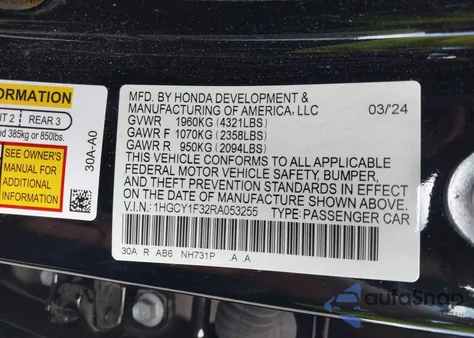 FORMATION
NT 2 REAR 3
ed 385kg or 850lbs.
SEE OWNER'S
MANUAL FOR
ADDITIONAL
INFORMATION
30A-A0
MFD. BY HONDA DEVELOPMENT &
MANUFACTURING OF AMERICA, LLC 03/24
GVWR 1960KG (4321LBS)
GAWR F 1070KG (2358LBS)
GAWR R 950KG (2094LBS)
THIS VEHICLE CONFORMS TO ALL APPLICABLE
FEDERAL MOTOR VEHICLE SAFETY, BUMPER,
AND THEFT PREVENTION STANDARDS IN EFFECT
ON THE DATE OF MANUFACTURE SHOWN ABOVE.
V.I.N.: 1HGCY1F32RA053255 TYPE: PASSENGER CAR
30A R AB6 NH731P A A
autoSnap